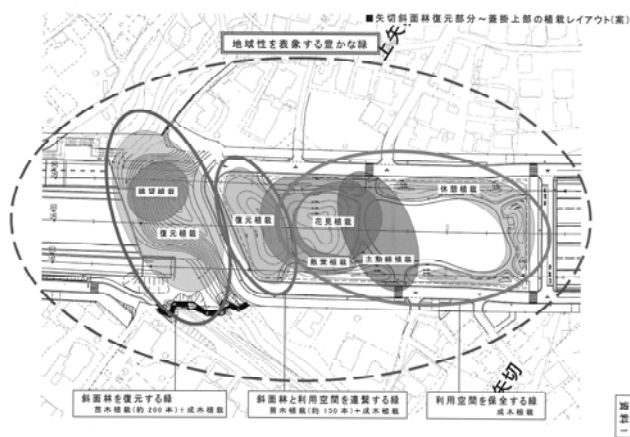 ■矢切斜面林復元部分~蓋掛上部の植栽レイアウト(案)
地域性を表象する豊かな緑
上矢
眺望植栽
復元植栽
復元植栽
花見植栽
休憩植栽
散策植栽
主動線植栽
矢切
斜面林を復元する緑
苗木植栽(約200本)+成木植栽
斜面林と利用空間を連繋する緑
苗木植栽(約130本)+成木植栽
利用空間を保全する緑
成木植栽
資料1